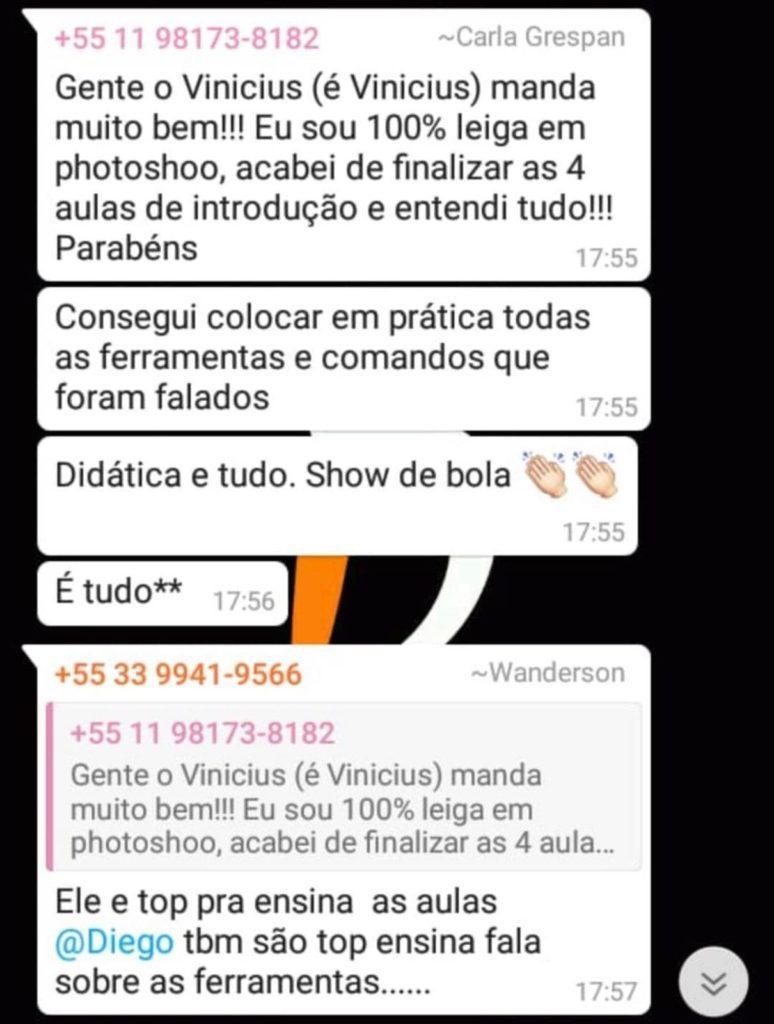 +55 11 98173-8182 ~Carla Grespan
Gente o Vinicius (é Vinicius) manda
muito bem!!! Eu sou 100% leiga em
photoshoo, acabei de finalizar as 4
aulas de introdução e entendi tudo!!!
Parabéns
17:55
Consegui colocar em prática todas
as ferramentas e comandos que
foram falados
17:55
Didática e tudo. Show de bola 👏🏻👏🏻
17:55
É tudo** 17:56
+55 33 9941-9566 ~Wanderson
+55 11 98173-8182
Gente o Vinicius (é Vinicius) manda
muito bem!!! Eu sou 100% leiga em
photoshoo, acabei de finalizar as 4 aula...
Ele e top pra ensina  as aulas
@Diego tbm são top ensina fala
sobre as ferramentas......
17:57